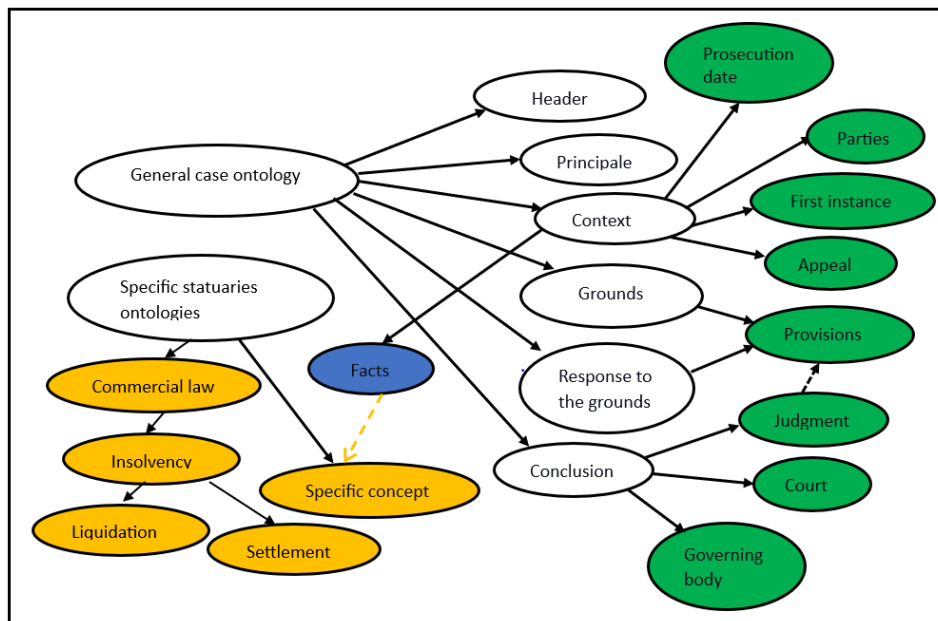 Prosecution
date
Header
Parties
Principale
General case ontology
First instance
Context
Appeal
Specific statuaries
ontologies
Grounds
Provisions
Facts
Response to
the grounds
Commercial law
Judgment
Insolvency
Conclusion
Specific concept
Court
Liquidation
Settlement
Governing
body